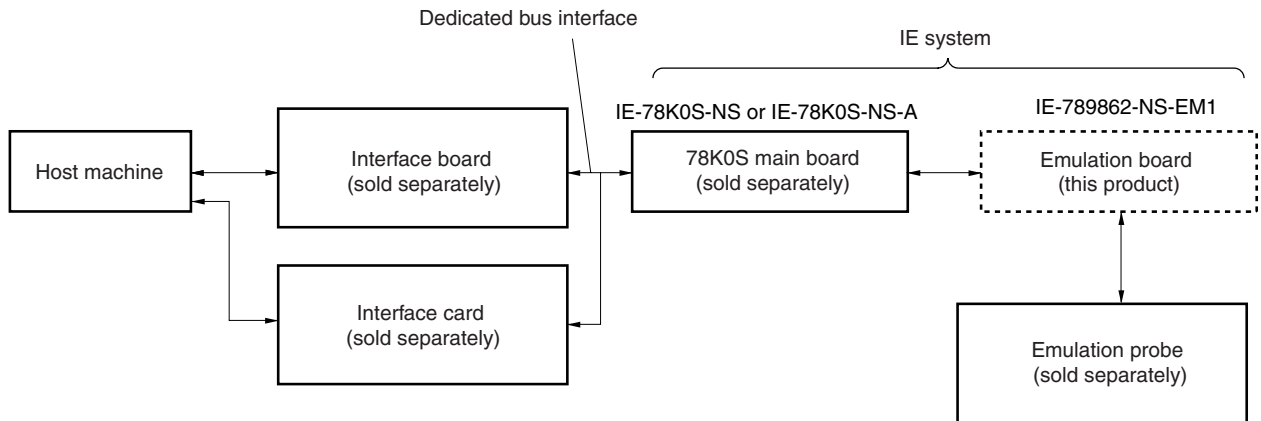 Dedicated bus interface
IE system
IE-78K0S-NS or IE-78K0S-NS-A
IE-789862-NS-EM1
Host machine
Interface board
(sold separately)
78K0S main board
(sold separately)
Emulation board
(this product)
Interface card
(sold separately)
Emulation probe
(sold separately)